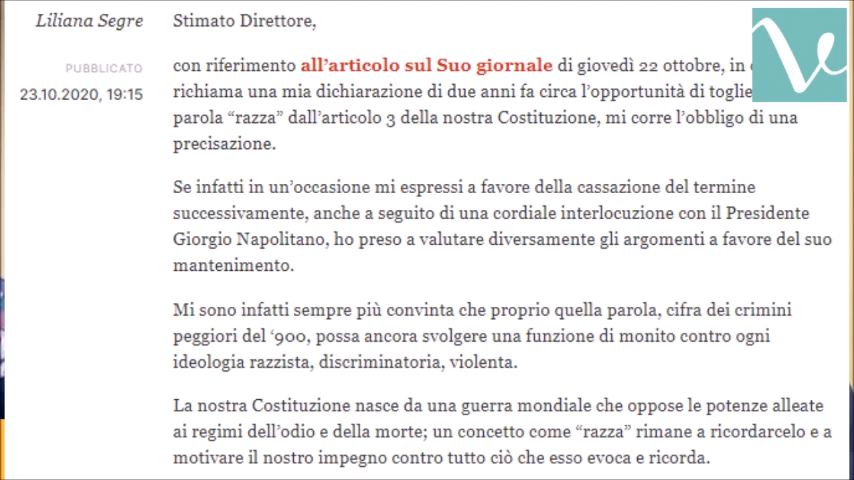 Liliana Segre
PUBBLICATO
23.10.2020, 19:15
Stimato Direttore,
con riferimento all’articolo sul Suo giornale di giovedì 22 ottobre, in
richiama una mia dichiarazione di due anni fa circa l’opportunità di
parola “razza” dall’articolo 3 della nostra Costituzione, mi corre l’obbligo di una
precisazione.
Se infatti in un’occasione mi espressi a favore della cassazione del termine
successivamente, anche a seguito di una cordiale interlocuzione con il Presidente
Giorgio Napolitano, ho preso a valutare diversamente gli argomenti a favore del suo
mantenimento.
Mi sono infatti sempre più convinta che proprio quella parola, cifra dei crimini
peggiori del ‘900, possa ancora svolgere una funzione di monito contro ogni
ideologia razzista, discriminatoria, violenta.
La nostra Costituzione nasce da una guerra mondiale che oppose le potenze alleate
ai regimi dell’odio e della morte; un concetto come “razza” rimane a ricordarcelo e a
motivare il nostro impegno contro tutto ciò che esso evoca e ricorda.